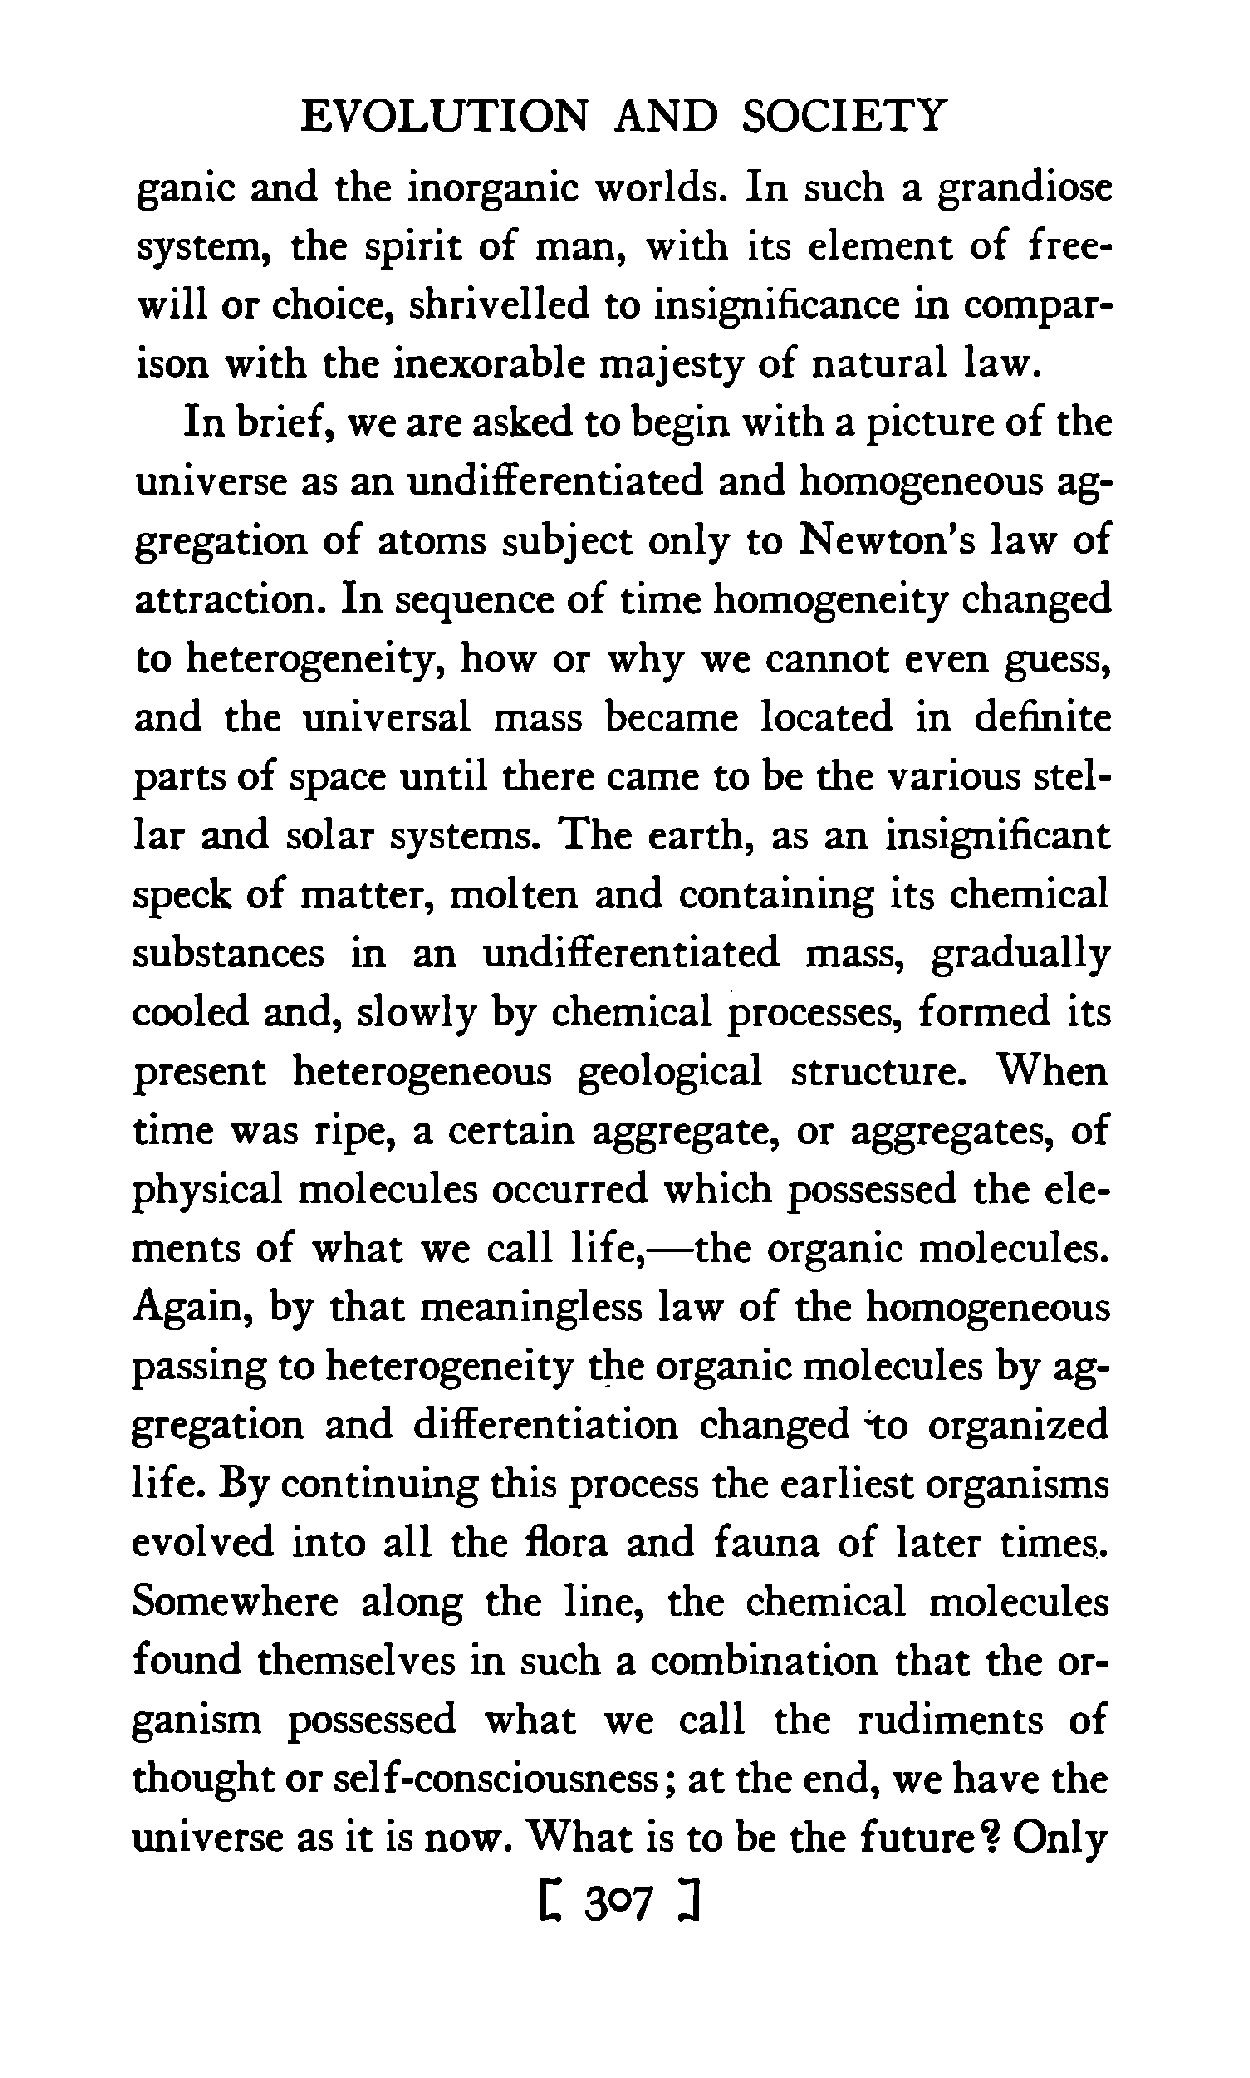 EVOLUTION AND SOCIETY
ganic and the inorganic worlds. In such a grandiose
system, the spirit of man, with its element of free-
will or choice, shrivelled to insignificance in compar-
ison with the inexorable majesty of natural law.
In brief, we are asked to begin with a picture of the
universe as an undifferentiated and homogeneous ag-
gregation of atoms subject only to Newton's law of
attraction. In sequence of time homogeneity changed
to heterogeneity, how or why we cannot even guess,
and the universal mass became located in definite
parts of space until there came to be the various stel-
lar and solar systems. The earth, as an insignificant
speck of matter, molten and containing its chemical
substances in an undifferentiated mass, gradually
cooled and, slowly by chemical processes, formed its
present heterogeneous geological structure. When
time was ripe, a certain aggregate, or aggregates, of
physical molecules occurred which possessed the ele-
ments of what we call life,—the organic molecules.
Again, by that meaningless law of the homogeneous
passing to heterogeneity the organic molecules by ag-
gregation and differentiation changed to organized
life. By continuing this process the earliest organisms
evolved into all the flora and fauna of later times.
Somewhere along the line, the chemical molecules
found themselves in such a combination that the or-
ganism possessed what we call the rudiments of
thought or self-consciousness; at the end, we have the
universe as it is now. What is to be the future? Only
[ 307 ]